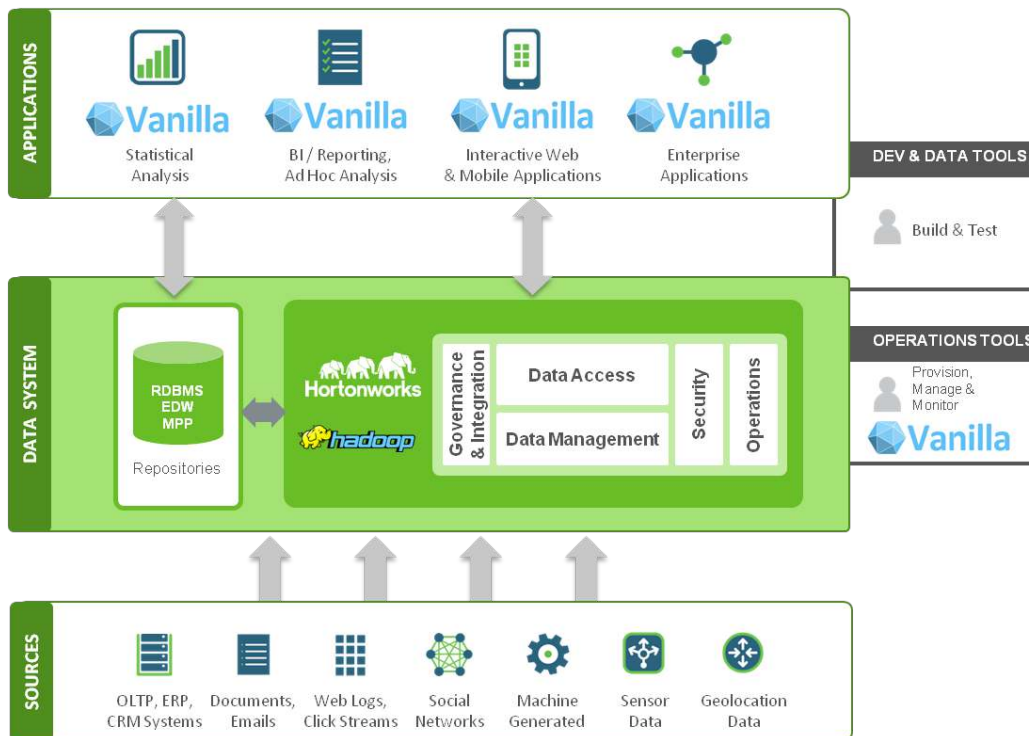 APPLICATIONS
Vanilla
Statistical
Analysis
Vanilla
BI / Reporting,
Ad Hoc Analysis
Vanilla
Interactive Web
& Mobile Applications
Vanilla
Enterprise
Applications
DEV & DATA TOOLS
Build & Test
DATA SYSTEM
RDBMS
EDW
MPP
Repositories
Hortonworks
hadoop
Governance
& Integration
Data Access
Data Management
Security
Operations
OPERATIONS TOOLS
Provision,
Manage &
Monitor
Vanilla
SOURCES
OLTP, ERP,
CRM Systems
Documents,
Emails
Web Logs,
Click Streams
Social
Networks
Machine
Generated
Sensor
Data
Geolocation
Data